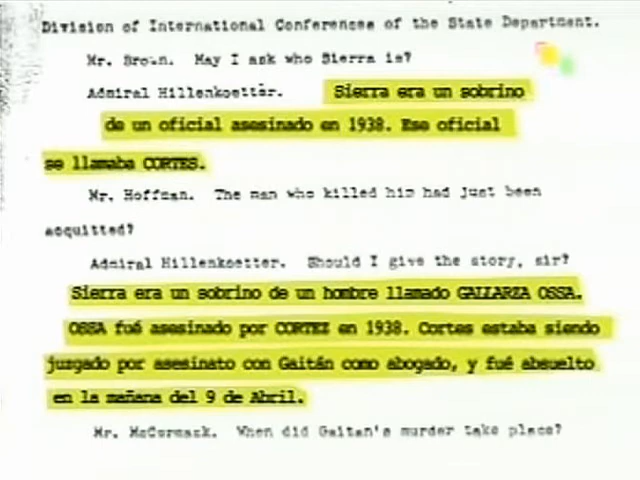 Division of International Conferences of the State Department.
Mr. Brown. May I ask who Sierra is?
Admiral Hillenkoetter. Sierra era un sobrino
de un oficial asesinado en 1938. Ese oficial
se llamaba CORTES.
Mr. Hoffman. The man who killed him had just been
acquitted?
Admiral Hillenkoetter. Should I give the story, sir?
Sierra era un sobrino de un hombre llamado GALLARZA OSSA.
OSSA fué asesinado por CORTEZ en 1938. Cortes estaba siendo
juzgado por asesinato con Gaitán como abogado, y fué absuelto
en la mañana del 9 de Abril.
Mr. McCormack. When did Gaitan's murder take place?